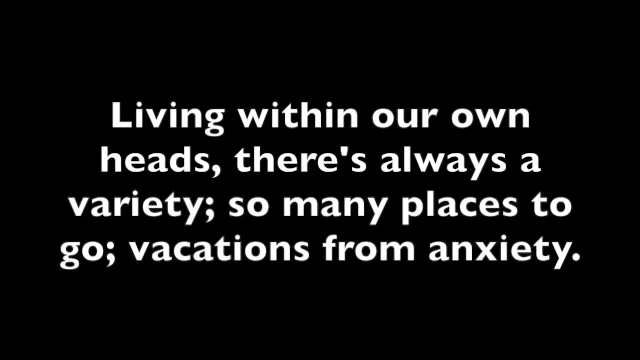 Living within our own
heads, there's always a
variety; so many places to
go; vacations from anxiety.